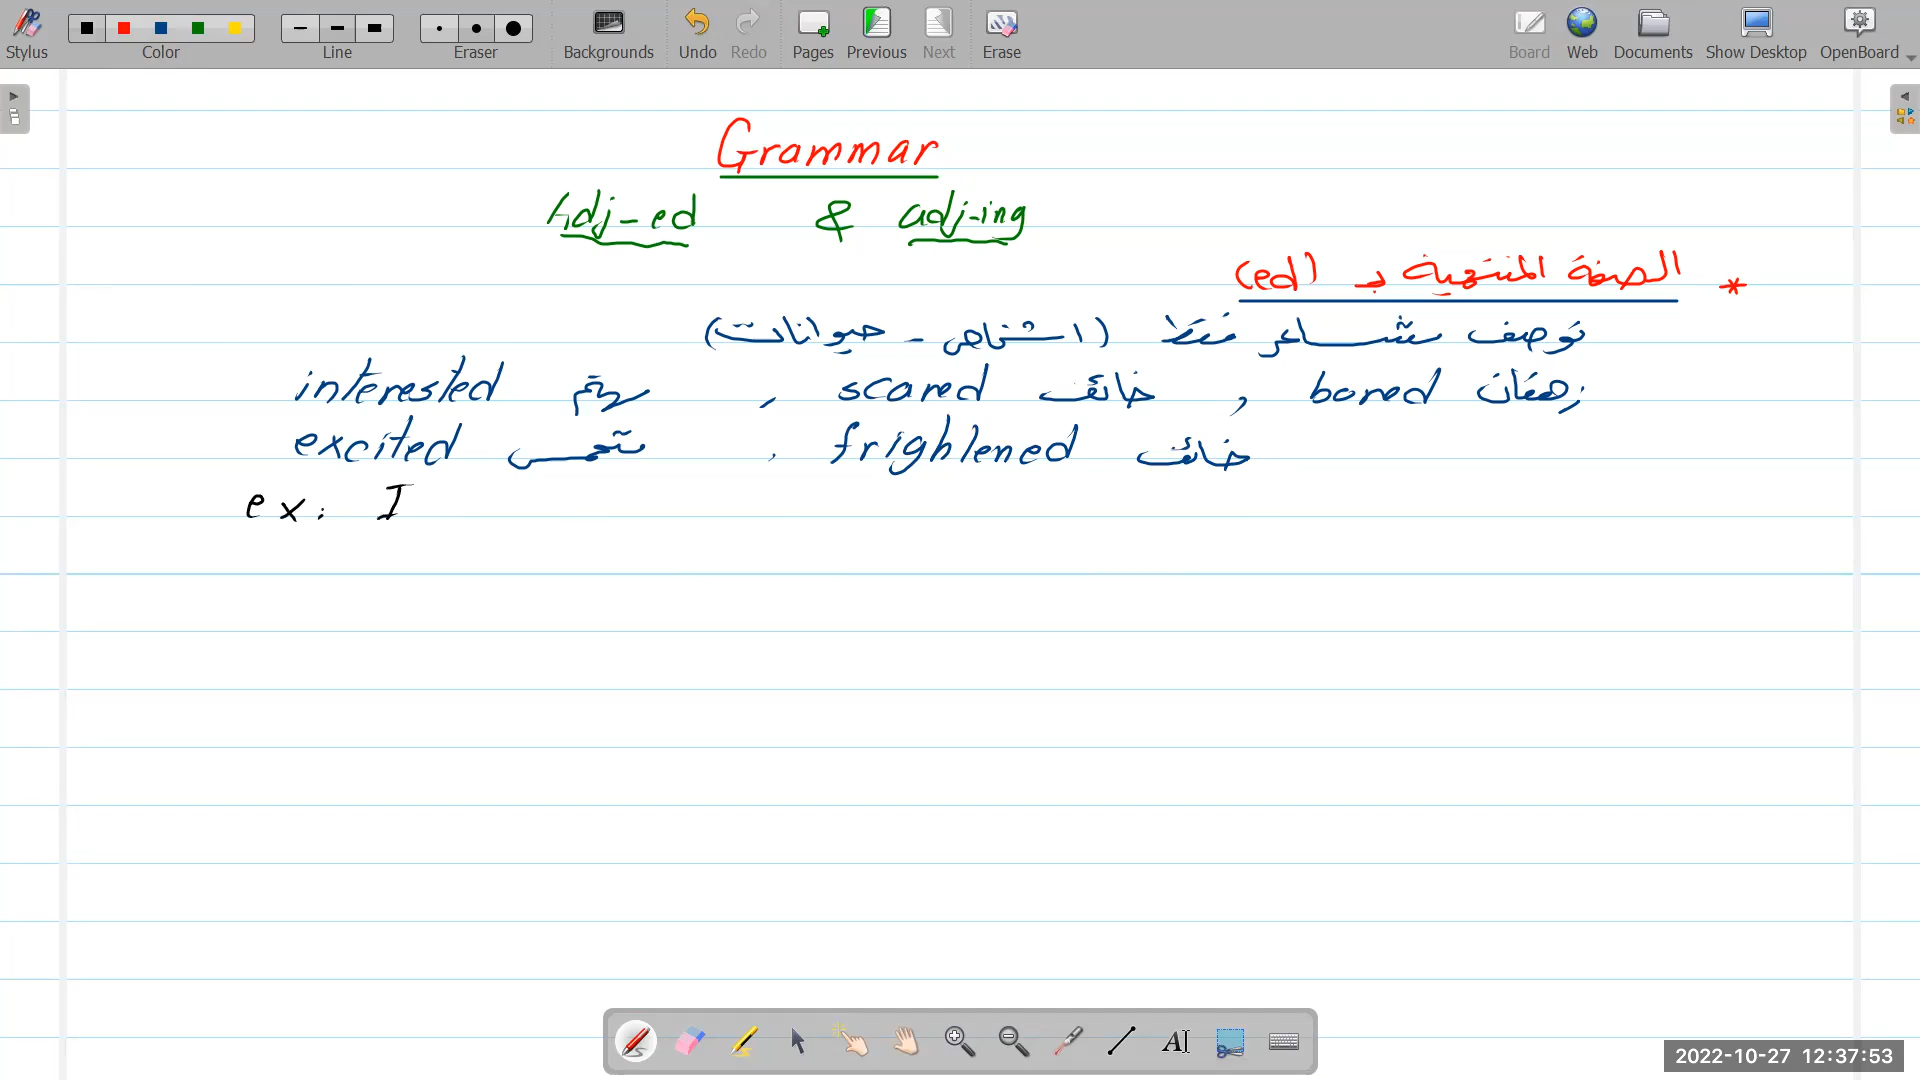 Stylus Color Line Eraser Backgrounds Undo Redo Pages Previous Next Erase Board Web Documents Show Desktop OpenBoard
Grammar
Adj-ed & adj-ing
* الصفة المنتهية بـ (ed)
توصف مشاعر فقط (اشخاص - حيوانات)
interested مهتم , scared خائف , bored زهقان
excited متحمس , frightened خائف
ex: I
2022-10-27 12:37:53